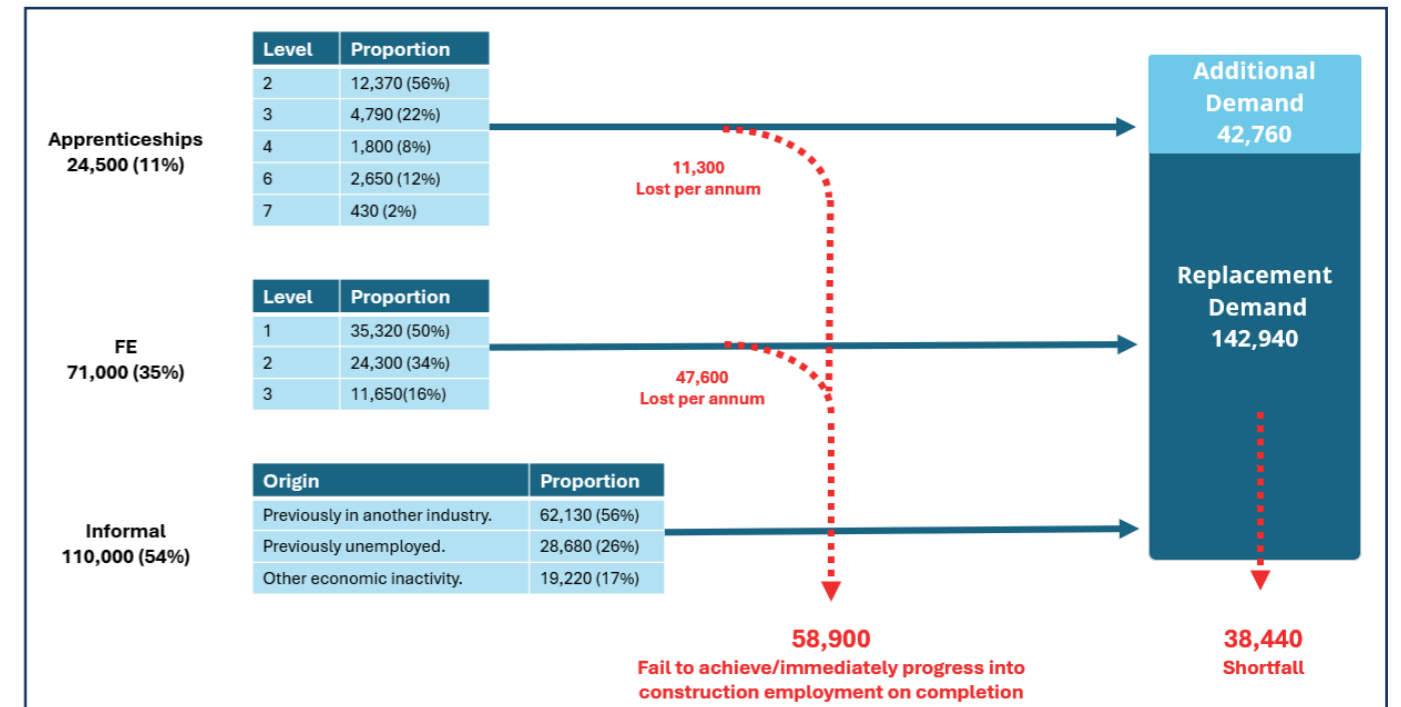 Apprenticeships
24,500 (11%)
Level Proportion
2 12,370 (56%)
3 4,790 (22%)
4 1,800 (8%)
6 2,650 (12%)
7 430 (2%)
11,300
Lost per annum
Additional
Demand
42,760
FE
71,000 (35%)
Level Proportion
1 35,320 (50%)
2 24,300 (34%)
3 11,650(16%)
47,600
Lost per annum
Replacement
Demand
142,940
Informal
110,000 (54%)
Origin Proportion
Previously in another industry. 62,130 (56%)
Previously unemployed. 28,680 (26%)
Other economic inactivity. 19,220 (17%)
58,900
Fail to achieve/immediately progress into
construction employment on completion
38,440
Shortfall